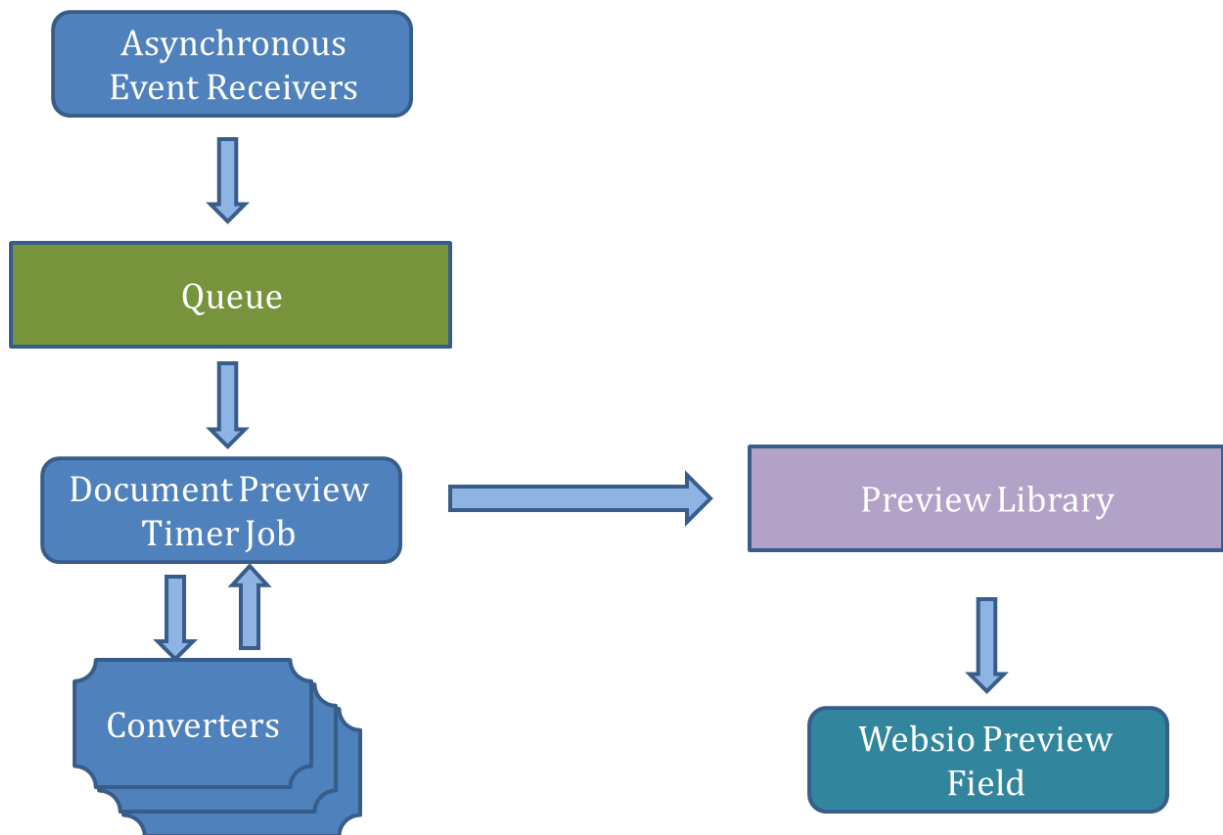 Asynchronous
Event Receivers
Queue
Document Preview
Timer Job
Preview Library
Converters
Websio Preview
Field